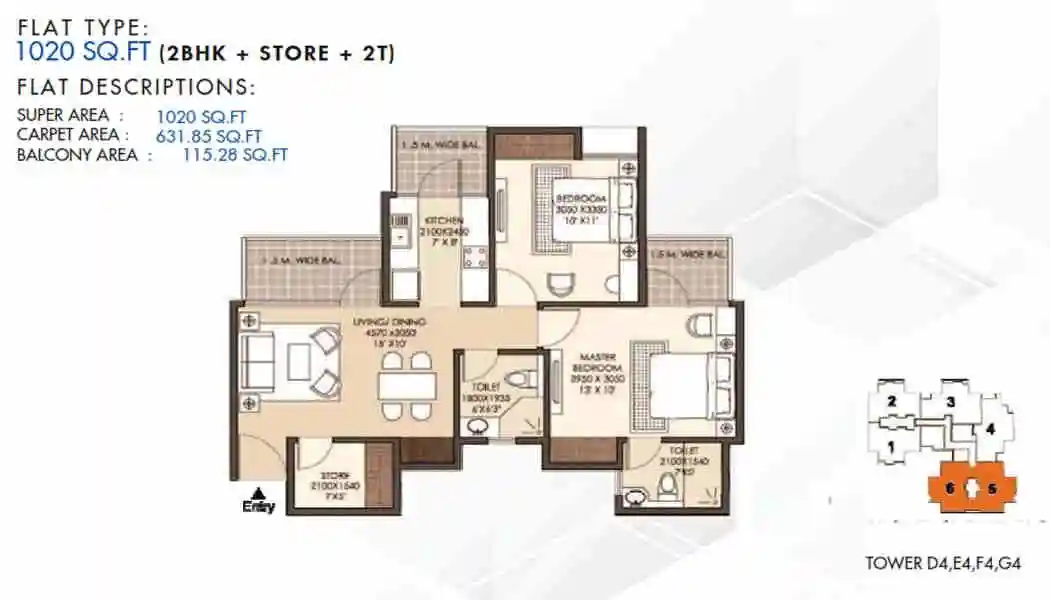 FLAT TYPE:
1020 SQ.FT (2BHK + STORE + 2T)
FLAT DESCRIPTIONS:
SUPER AREA : 1020 SQ.FT
CARPET AREA : 631.85 SQ.FT
BALCONY AREA : 115.28 SQ.FT
1.5 M. WIDE BAL.
BEDROOM
3050 X3350
10' X11'
KITCHEN
2100X2450
7' X 8'
1.5 M. WIDE BAL.
1.5 M. WIDE BAL.
LIVING/ DINING
4570 x3050
15' X10'
MASTER
BEDROOM
3950 X 3050
13' X 10'
TOILET
1800X1935
6'X6'3"
TOILET
2100X1540
7'X5'
STORE
2100X1540
7'X5'
Entry
2
3
4
1
6
5
TOWER D4,E4,F4,G4